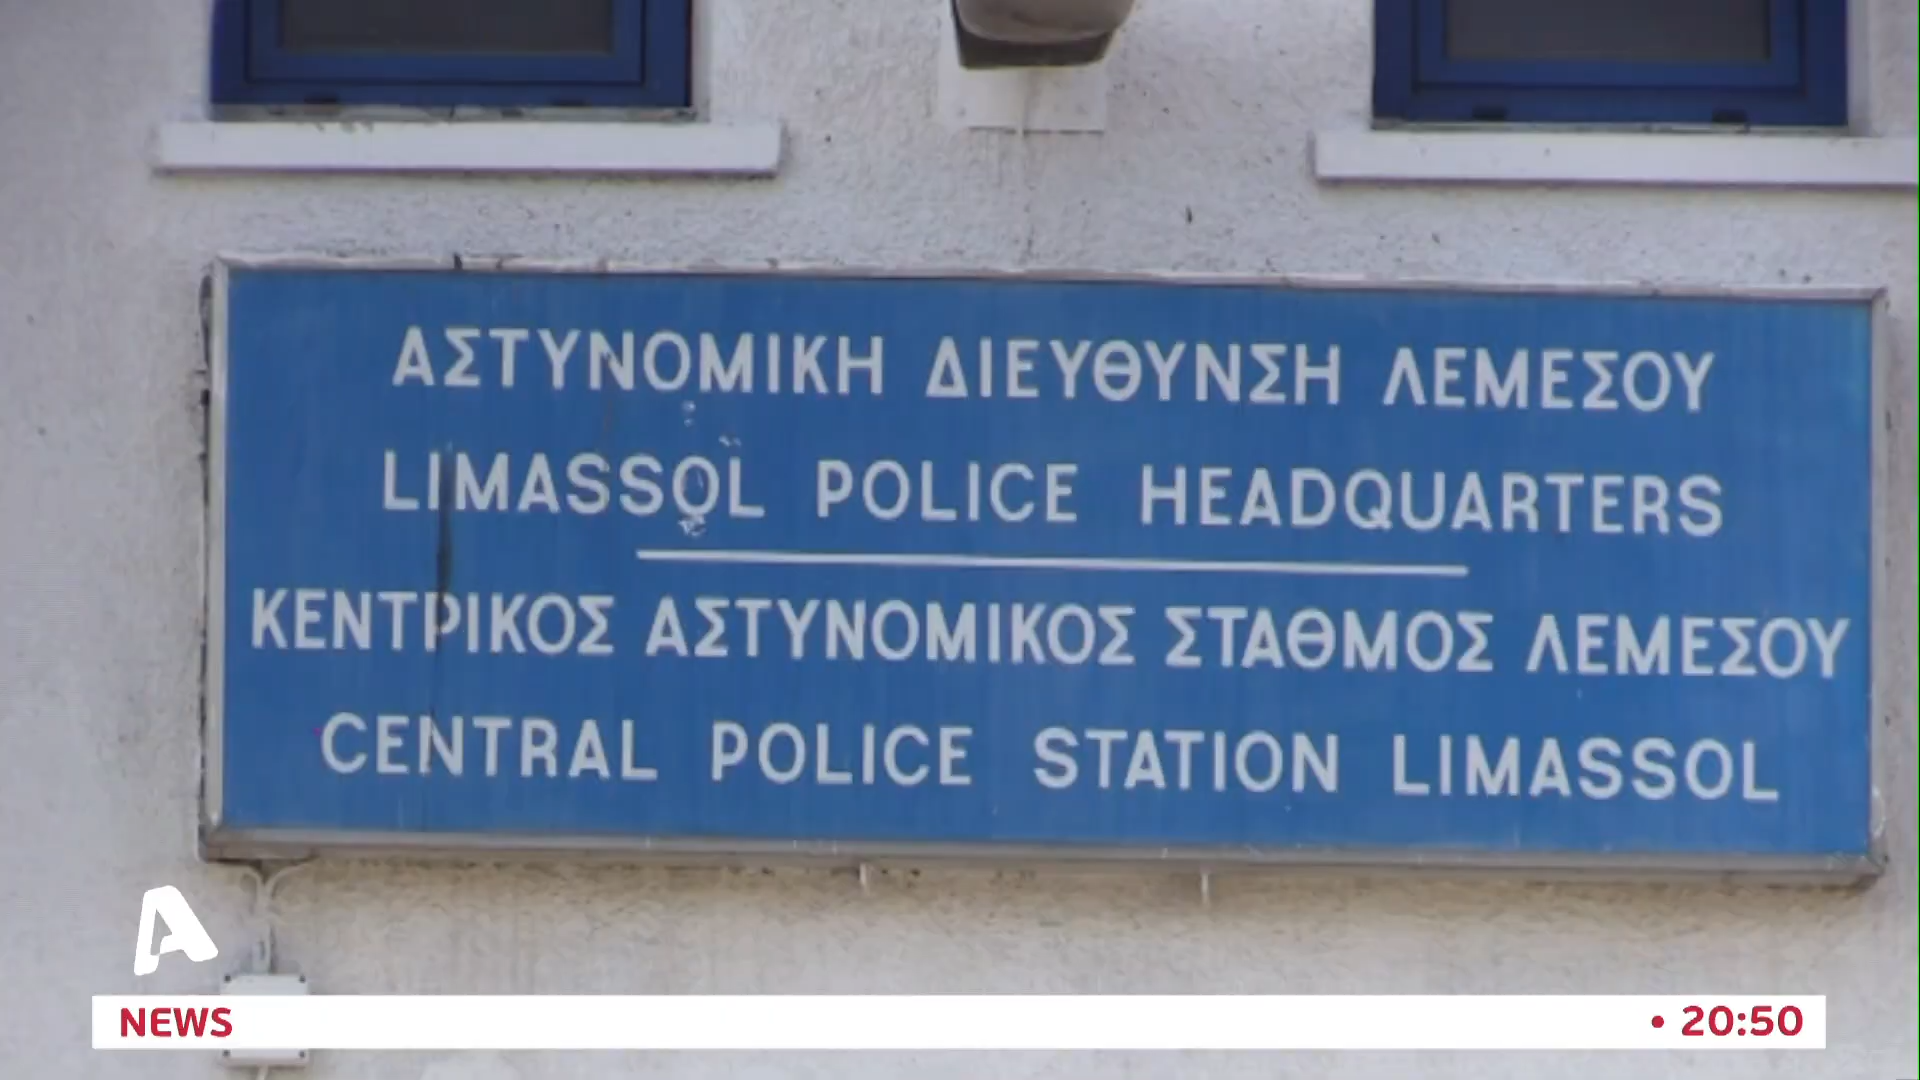 ΑΣΤΥΝΟΜΙΚΗ ΔΙΕΥΘΥΝΣΗ ΛΕΜΕΣΟΥ
LIMASSOL POLICE HEADQUARTERS
ΚΕΝΤΡΙΚΟΣ ΑΣΤΥΝΟΜΙΚΟΣ ΣΤΑΘΜΟΣ ΛΕΜΕΣΟΥ
CENTRAL POLICE STATION LIMASSOL
NEWS • 20:50